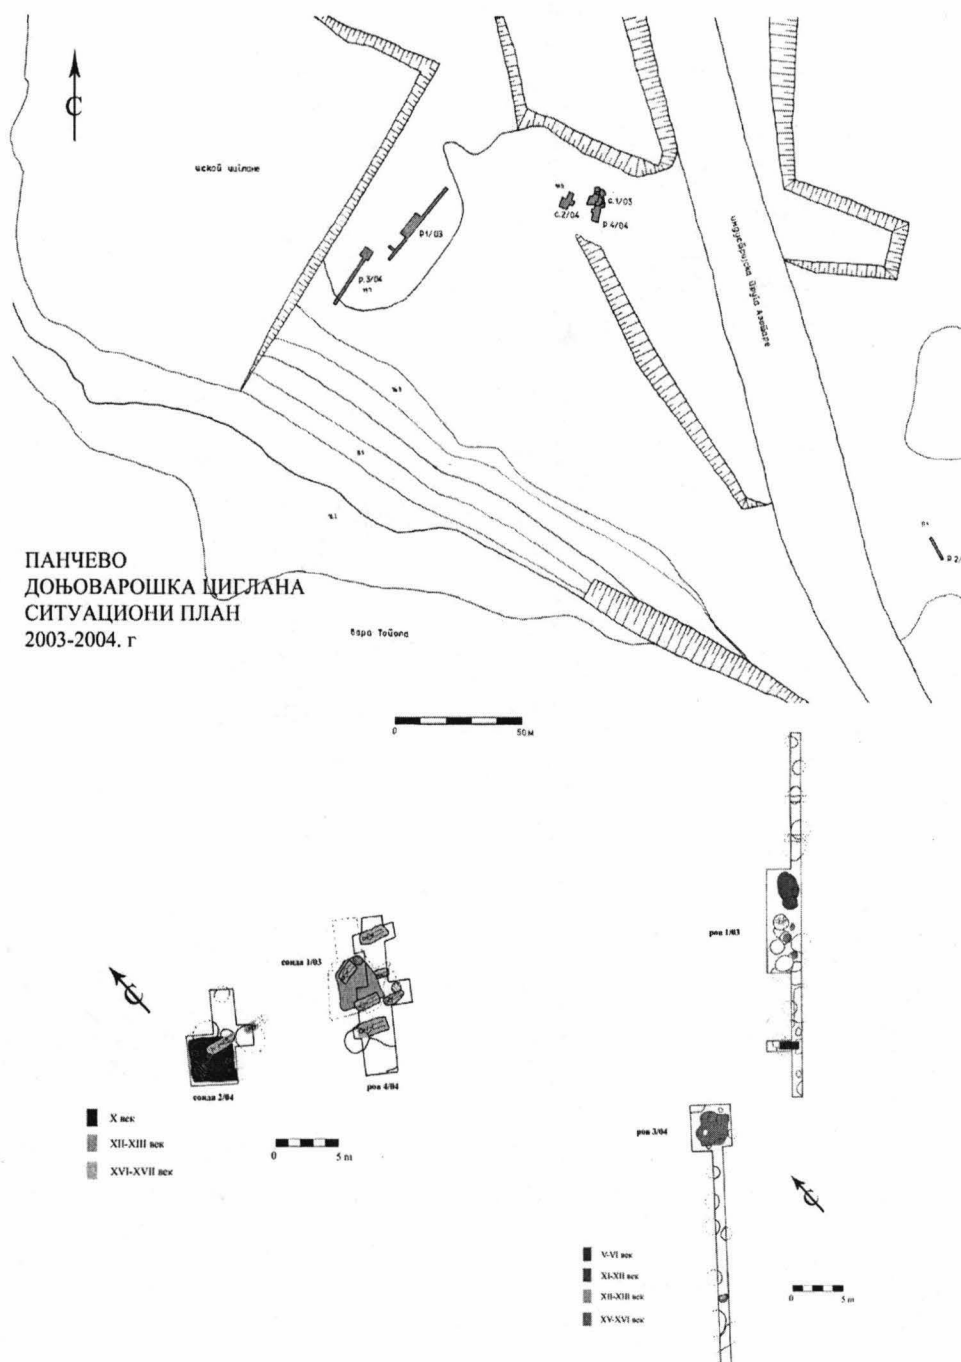 С
р.1/03
р.3/04
с.2/04
с.1/03
р.4/04
ПАНЧЕВО
ДОЊОВАРОШКА ЦИГЛАНА
СИТУАЦИОНИ ПЛАН
2003-2004. г
0 50 м
ров 1/03
сонда 1/03
С
сонда 2/04
ров 4/04
X век
XII-XIII век
XVI-XVII век
0 5 m
ров 3/04
С
V-VI век
XI-XII век
XII-XIII век
XV-XVI век
0 5 m